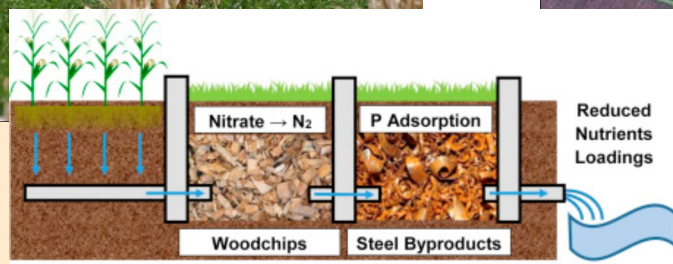 Nitrate → N₂
P Adsorption
Reduced
Nutrients
Loadings
Woodchips
Steel Byproducts